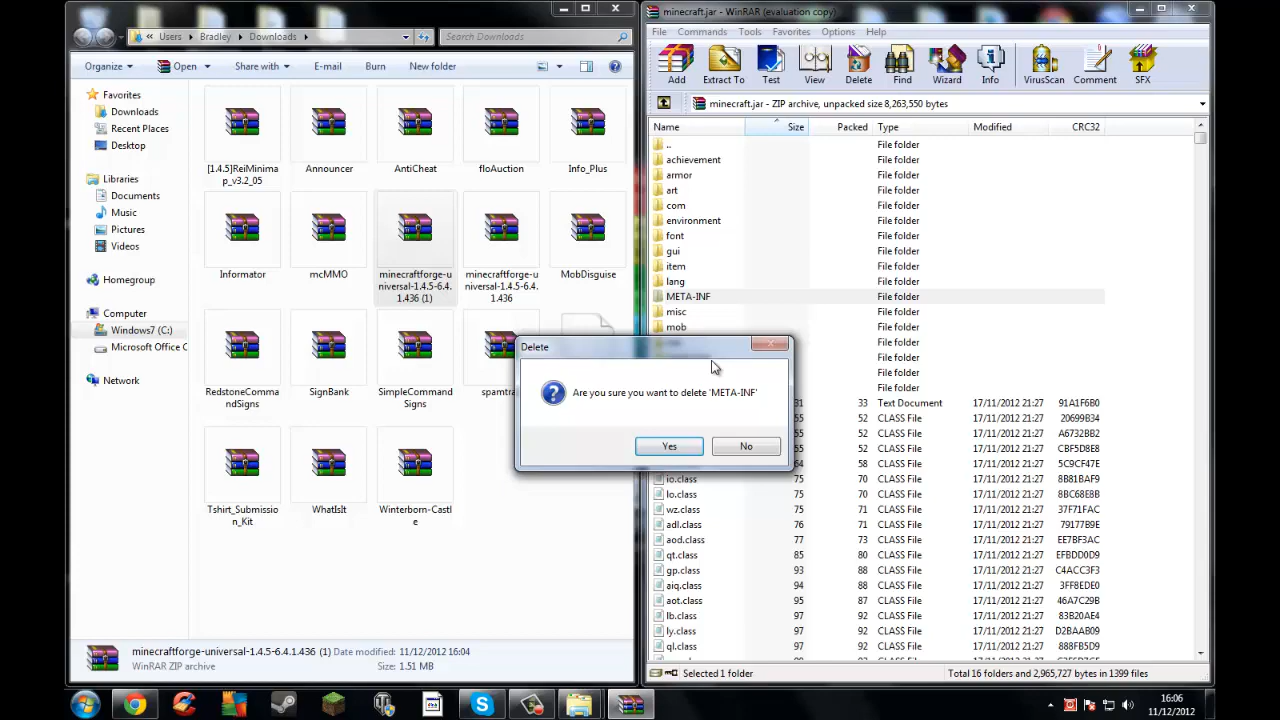 minecraft.jar - WinRAR (evaluation copy)
Users Bradley Downloads
Search Downloads
File Commands Tools Favorites Options Help
Organize Open Share with E-mail Burn New folder
Add Extract To Test View Delete Find Wizard Info VirusScan Comment SFX
minecraft.jar - ZIP archive, unpacked size 8,263,550 bytes
Favorites
Downloads
Recent Places
Desktop
Libraries
Documents
Music
Pictures
Videos
Homegroup
Computer
Windows7 (C:)
Microsoft Office C
Network
[1.4.5]ReiMinimap_v3.2_05
Announcer
AntiCheat
floAuction
Info_Plus
Informator
mcMMO
minecraftforge-universal-1.4.5-6.4.1.436 (1)
minecraftforge-universal-1.4.5-6.4.1.436
MobDisguise
RedstoneCommandSigns
SignBank
SimpleCommandSigns
spamtra
Tshirt_Submission_Kit
WhatIsIt
Winterborn-Castle
Name Size Packed Type Modified CRC32
.. File folder
achievement File folder
armor File folder
art File folder
com File folder
environment File folder
font File folder
gui File folder
item File folder
lang File folder
META-INF File folder
misc File folder
mob File folder
File folder
File folder
File folder
File folder
31 33 Text Document 17/11/2012 21:27 91A1F6B0
55 52 CLASS File 17/11/2012 21:27 20699B34
55 52 CLASS File 17/11/2012 21:27 A6732BB2
55 52 CLASS File 17/11/2012 21:27 CBF5D8E8
64 58 CLASS File 17/11/2012 21:27 5C9CF47E
io.class 75 70 CLASS File 17/11/2012 21:27 8B81BAF9
lo.class 75 70 CLASS File 17/11/2012 21:27 8BC68E8B
wz.class 75 71 CLASS File 17/11/2012 21:27 37F71FAC
adl.class 76 71 CLASS File 17/11/2012 21:27 79177B9E
aod.class 77 73 CLASS File 17/11/2012 21:27 EE7BF3AC
qt.class 85 80 CLASS File 17/11/2012 21:27 EFBDD0D9
gp.class 93 88 CLASS File 17/11/2012 21:27 C4ACC3F3
aiq.class 94 88 CLASS File 17/11/2012 21:27 3FF8EDE0
aot.class 95 87 CLASS File 17/11/2012 21:27 46A7C29B
lb.class 97 92 CLASS File 17/11/2012 21:27 83B20AE4
ly.class 97 92 CLASS File 17/11/2012 21:27 D2BAAB09
ql.class 97 92 CLASS File 17/11/2012 21:27 888FB5F9
Delete
Are you sure you want to delete 'META-INF'
Yes No
minecraftforge-universal-1.4.5-6.4.1.436 (1) Date modified: 11/12/2012 16:04
WinRAR ZIP archive Size: 1.51 MB
Selected 1 folder
Total 16 folders and 2,965,727 bytes in 1399 files
16:06
11/12/2012